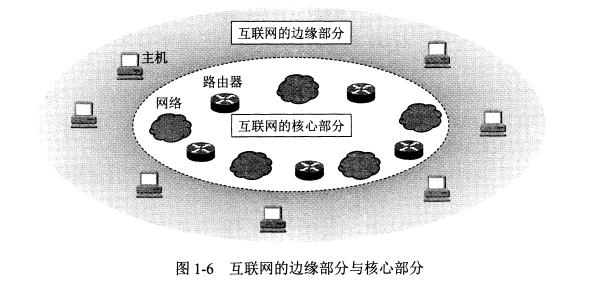 互联网的边缘部分
主机
路由器
网络
互联网的核心部分
图 1-6 互联网的边缘部分与核心部分